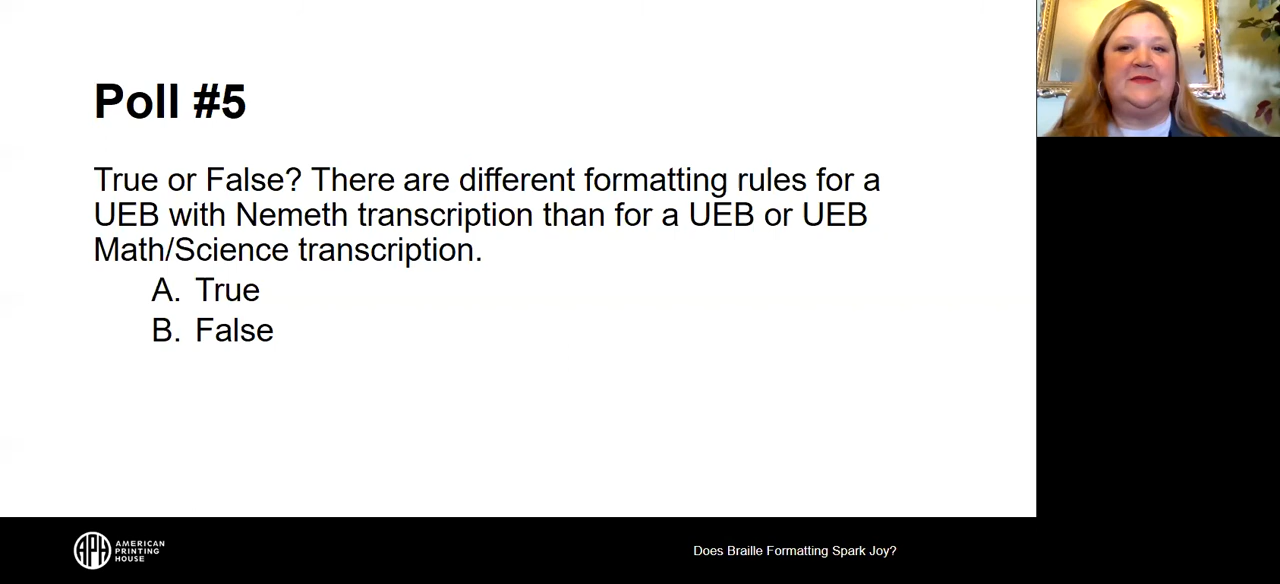 Poll #5
True or False? There are different formatting rules for a
UEB with Nemeth transcription than for a UEB or UEB
Math/Science transcription.
A. True
B. False
APH
AMERICAN
PRINTING
HOUSE
Does Braille Formatting Spark Joy?